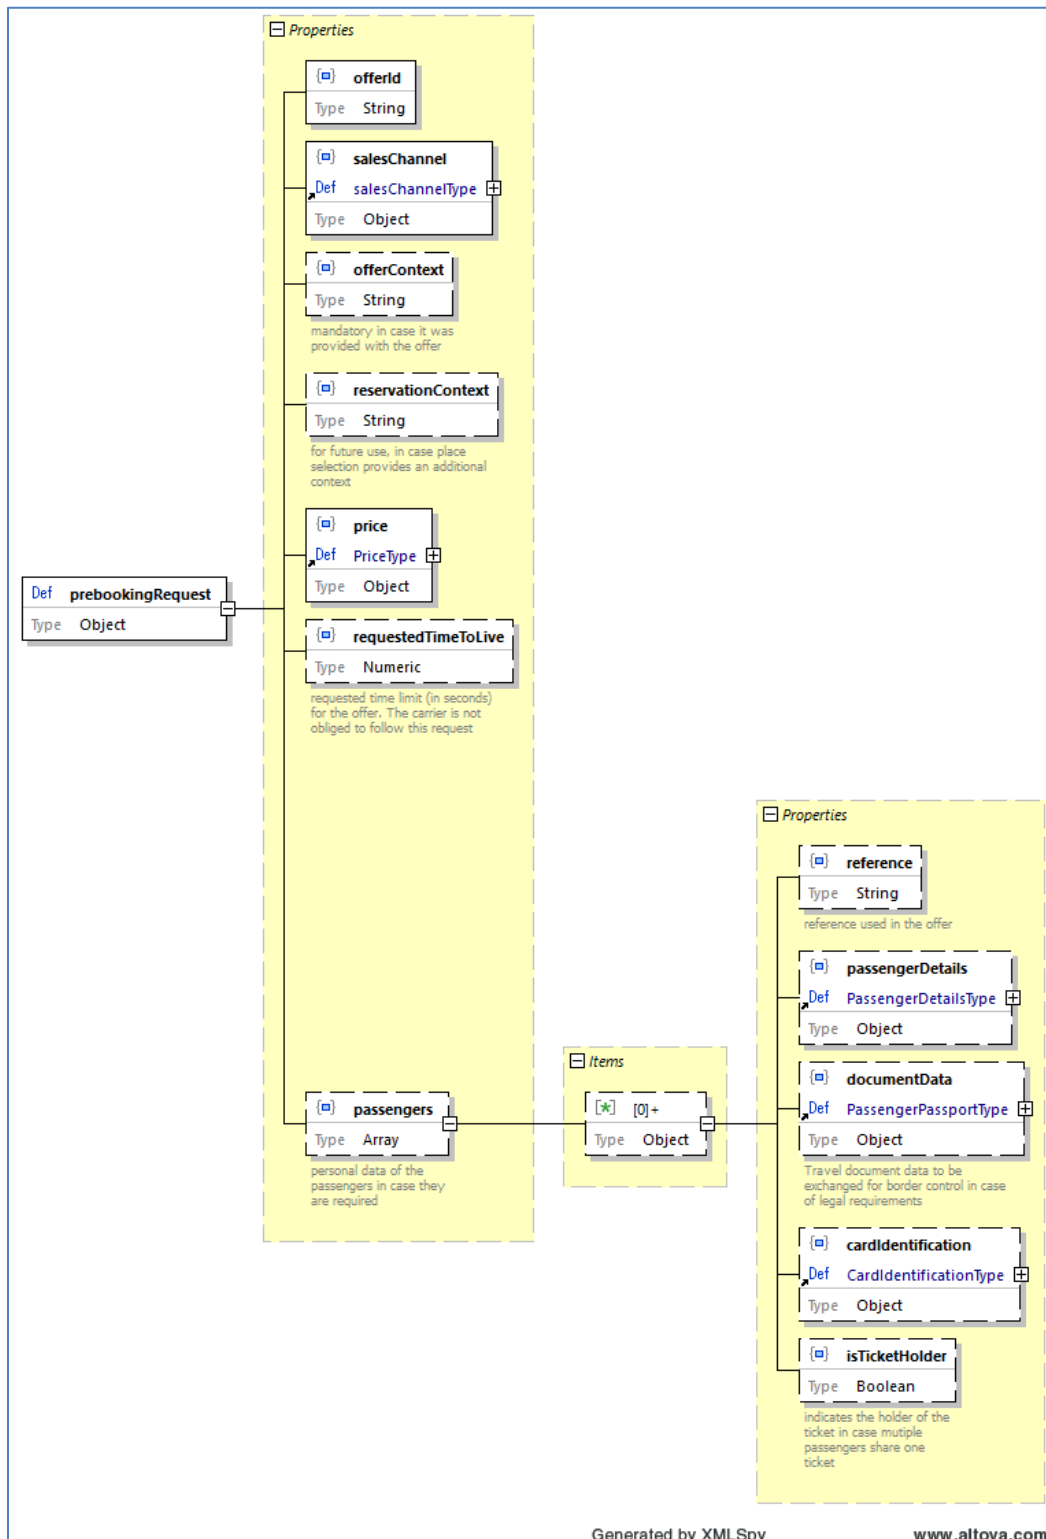 Properties
offerId
Type String
salesChannel
Def salesChannelType
Type Object
offerContext
Type String
mandatory in case it was
provided with the offer
reservationContext
Type String
for future use, in case place
selection provides an additional
context
price
Def PriceType
Type Object
Def prebookingRequest
Type Object
requestedTimeToLive
Type Numeric
requested time limit (in seconds)
for the offer. The carrier is not
obliged to follow this request
passengers
Type Array
personal data of the
passengers in case they
are required
Items
[*] [0]+
Type Object
Properties
reference
Type String
reference used in the offer
passengerDetails
Def PassengerDetailsType
Type Object
documentData
Def PassengerPassportType
Type Object
Travel document data to be
exchanged for border control in case
of legal requirements
cardIdentification
Def CardIdentificationType
Type Object
isTicketHolder
Type Boolean
indicates the holder of the
ticket in case mutiple
passengers share one
ticket
Generated by XMLSpy www.altova.com